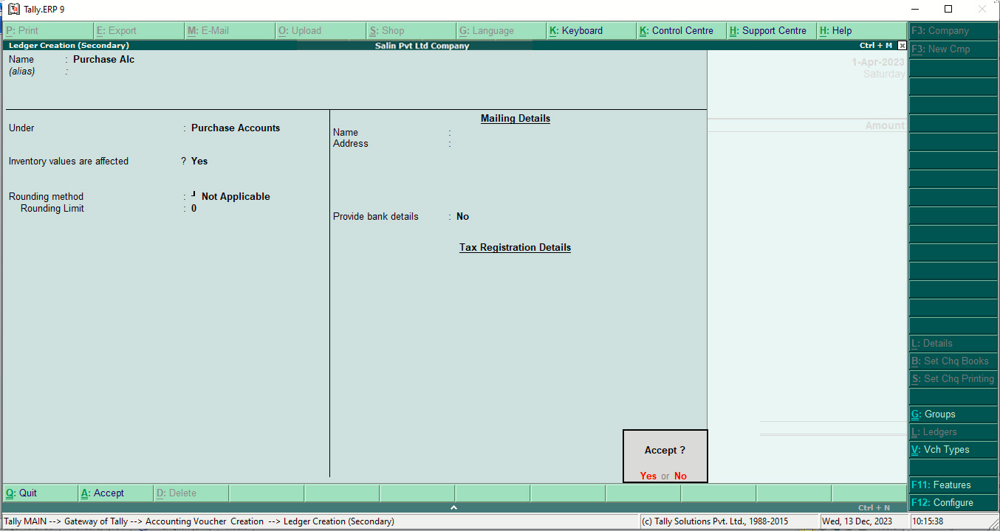 Tally.ERP 9
P: Print E: Export M: E-Mail O: Upload S: Shop G: Language K: Keyboard K: Control Centre H: Support Centre H: Help F3: Company
Ledger Creation (Secondary) Salin Pvt Ltd Company Ctrl + M F3: New Cmp
Name : Purchase Alc
(alias) :
1-Apr-2023
Saturday
Mailing Details
Amount
Under : Purchase Accounts
Name :
Address :
Inventory values are affected ? Yes
Rounding method : ┘ Not Applicable
Rounding Limit : 0
Provide bank details : No
Tax Registration Details
L: Details
B: Set Chq Books
S: Set Chq Printing
G: Groups
L: Ledgers
V: Vch Types
Accept ?
Yes or No
F11: Features
F12: Configure
Q: Quit A: Accept D: Delete
Ctrl + N
Tally MAIN --> Gateway of Tally --> Accounting Voucher Creation --> Ledger Creation (Secondary) (c) Tally Solutions Pvt. Ltd., 1988-2015 Wed, 13 Dec, 2023 10:15:38